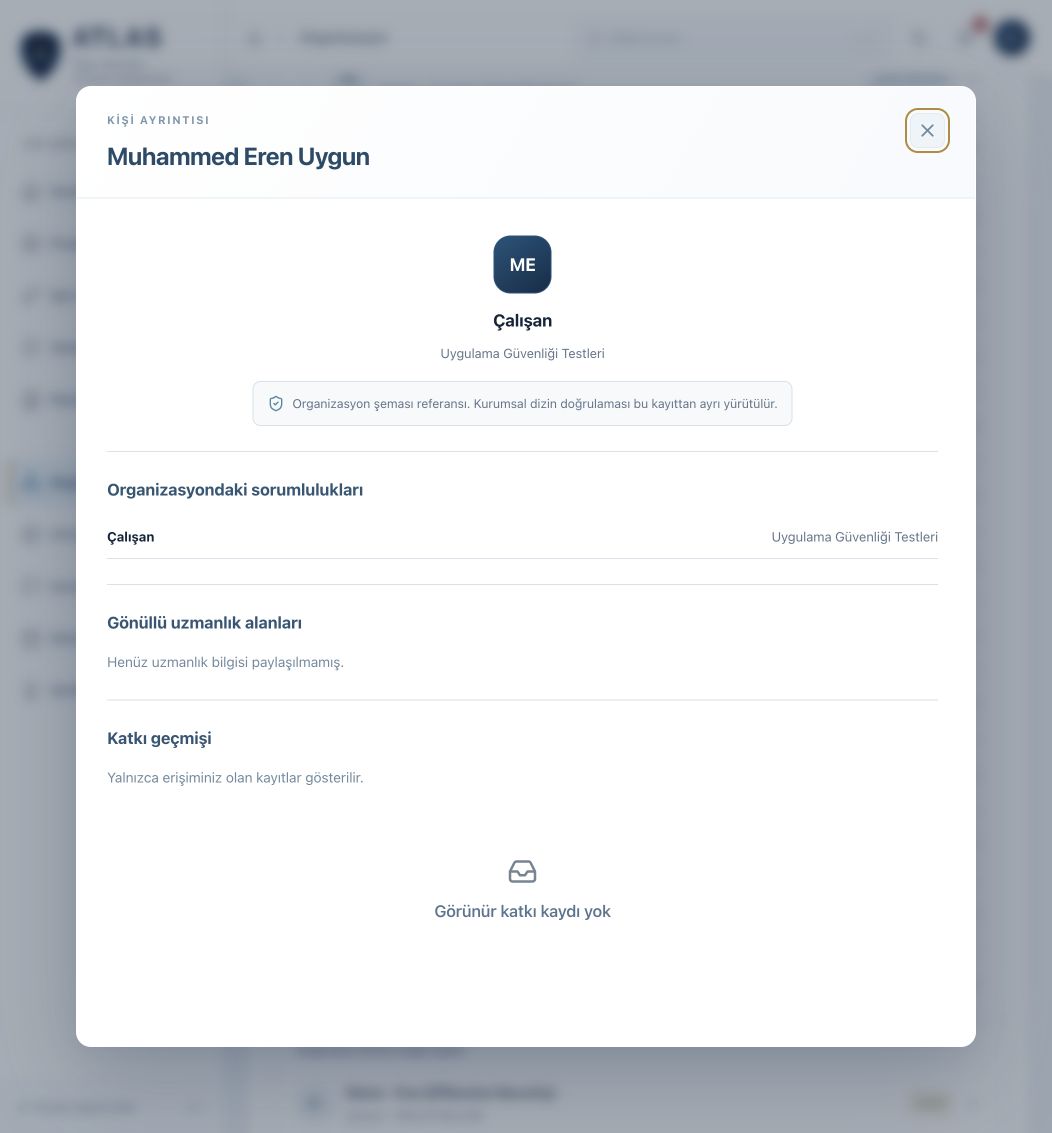 ATLAS
KİŞİ AYRINTISI
Muhammed Eren Uygun
ME
Çalışan
Uygulama Güvenliği Testleri
Organizasyon şeması referansı. Kurumsal dizin doğrulaması bu kayıttan ayrı yürütülür.
Organizasyondaki sorumlulukları
Çalışan Uygulama Güvenliği Testleri
Gönüllü uzmanlık alanları
Henüz uzmanlık bilgisi paylaşılmamış.
Katkı geçmişi
Yalnızca erişiminiz olan kayıtlar gösterilir.
Görünür katkı kaydı yok